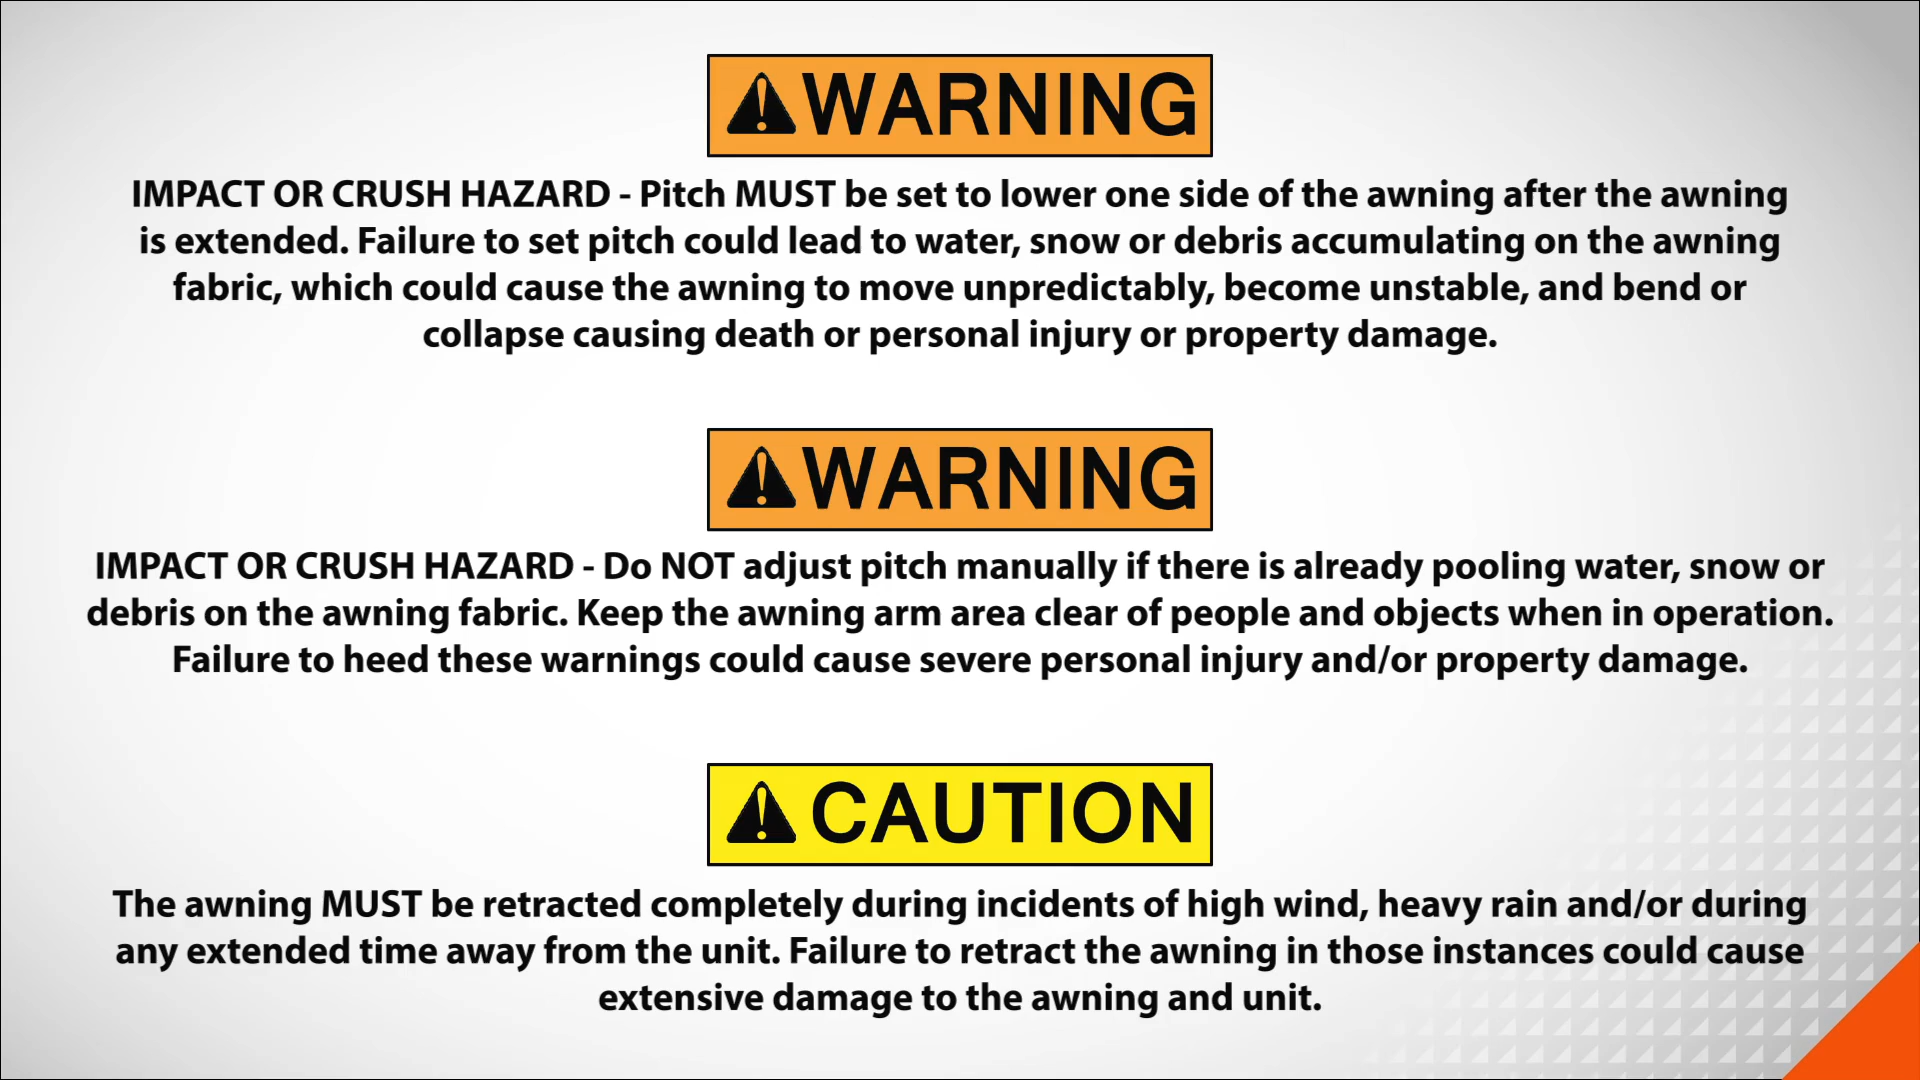 WARNING
IMPACT OR CRUSH HAZARD - Pitch MUST be set to lower one side of the awning after the awning
is extended. Failure to set pitch could lead to water, snow or debris accumulating on the awning
fabric, which could cause the awning to move unpredictably, become unstable, and bend or
collapse causing death or personal injury or property damage.
WARNING
IMPACT OR CRUSH HAZARD - Do NOT adjust pitch manually if there is already pooling water, snow or
debris on the awning fabric. Keep the awning arm area clear of people and objects when in operation.
Failure to heed these warnings could cause severe personal injury and/or property damage.
CAUTION
The awning MUST be retracted completely during incidents of high wind, heavy rain and/or during
any extended time away from the unit. Failure to retract the awning in those instances could cause
extensive damage to the awning and unit.